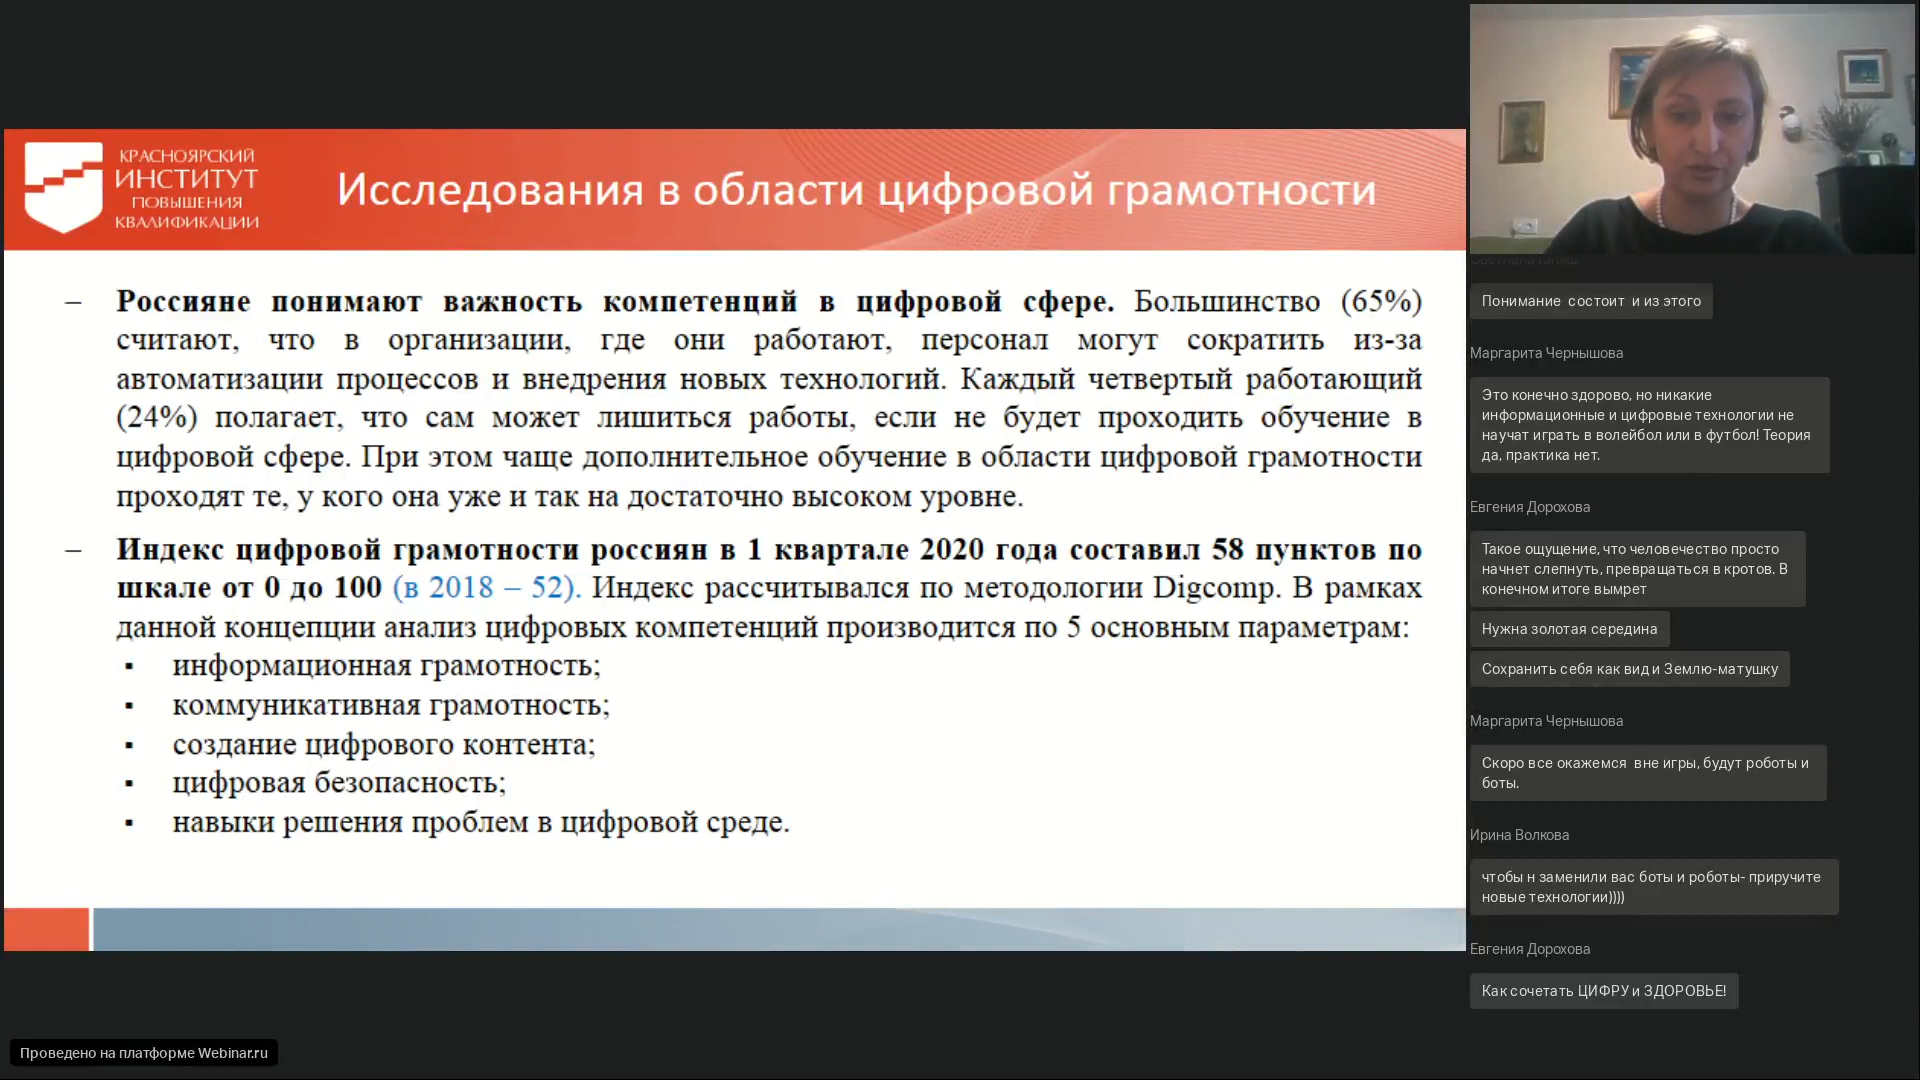 КРАСНОЯРСКИЙ
ИНСТИТУТ
ПОВЫШЕНИЯ
КВАЛИФИКАЦИИ
Исследования в области цифровой грамотности
– Россияне понимают важность компетенций в цифровой сфере. Большинство (65%)
считают, что в организации, где они работают, персонал могут сократить из-за
автоматизации процессов и внедрения новых технологий. Каждый четвертый работающий
(24%) полагает, что сам может лишиться работы, если не будет проходить обучение в
цифровой сфере. При этом чаще дополнительное обучение в области цифровой грамотности
проходят те, у кого она уже и так на достаточно высоком уровне.
– Индекс цифровой грамотности россиян в 1 квартале 2020 года составил 58 пунктов по
шкале от 0 до 100 (в 2018 – 52). Индекс рассчитывался по методологии Digcomp. В рамках
данной концепции анализ цифровых компетенций производится по 5 основным параметрам:
▪ информационная грамотность;
▪ коммуникативная грамотность;
▪ создание цифрового контента;
▪ цифровая безопасность;
▪ навыки решения проблем в цифровой среде.
Понимание состоит и из этого
Маргарита Чернышова
Это конечно здорово, но никакие
информационные и цифровые технологии не
научат играть в волейбол или в футбол! Теория
да, практика нет.
Евгения Дорохова
Такое ощущение, что человечество просто
начнет слепнуть, превращаться в кротов. В
конечном итоге вымрет
Нужна золотая середина
Сохранить себя как вид и Землю-матушку
Маргарита Чернышова
Скоро все окажемся вне игры, будут роботы и
боты.
Ирина Волкова
чтобы н заменили вас боты и роботы- приручите
новые технологии))))
Евгения Дорохова
Как сочетать ЦИФРУ и ЗДОРОВЬЕ!
Проведено на платформе Webinar.ru